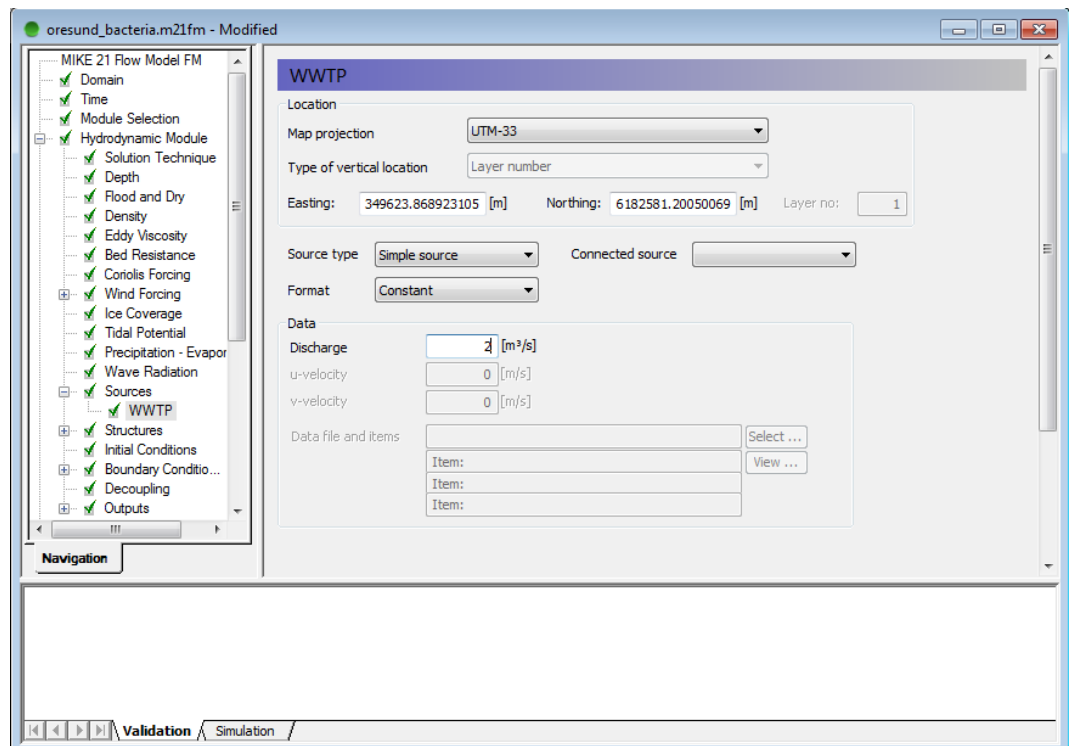 oresund_bacteria.m21fm - Modified
MIKE 21 Flow Model FM
Domain
Time
Module Selection
Hydrodynamic Module
Solution Technique
Depth
Flood and Dry
Density
Eddy Viscosity
Bed Resistance
Coriolis Forcing
Wind Forcing
Ice Coverage
Tidal Potential
Precipitation - Evapor
Wave Radiation
Sources
WWTP
Structures
Initial Conditions
Boundary Conditio...
Decoupling
Outputs
Navigation
WWTP
Location
Map projection UTM-33
Type of vertical location Layer number
Easting: 349623.868923105 [m] Northing: 6182581.20050069 [m] Layer no: 1
Source type Simple source Connected source
Format Constant
Data
Discharge 2 [m³/s]
u-velocity 0 [m/s]
v-velocity 0 [m/s]
Data file and items Select ...
Item: View ...
Item:
Item:
Validation Simulation